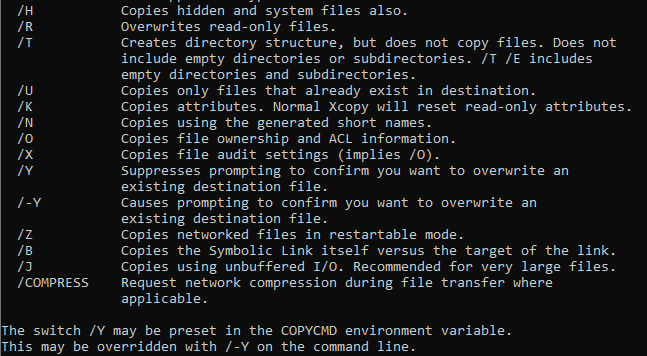 /H Copies hidden and system files also.
/R Overwrites read-only files.
/T Creates directory structure, but does not copy files. Does not
include empty directories or subdirectories. /T /E includes
empty directories and subdirectories.
/U Copies only files that already exist in destination.
/K Copies attributes. Normal Xcopy will reset read-only attributes.
/N Copies using the generated short names.
/O Copies file ownership and ACL information.
/X Copies file audit settings (implies /O).
/Y Suppresses prompting to confirm you want to overwrite an
existing destination file.
/-Y Causes prompting to confirm you want to overwrite an
existing destination file.
/Z Copies networked files in restartable mode.
/B Copies the Symbolic Link itself versus the target of the link.
/J Copies using unbuffered I/O. Recommended for very large files.
/COMPRESS Request network compression during file transfer where
applicable.
The switch /Y may be preset in the COPYCMD environment variable.
This may be overridden with /-Y on the command line.